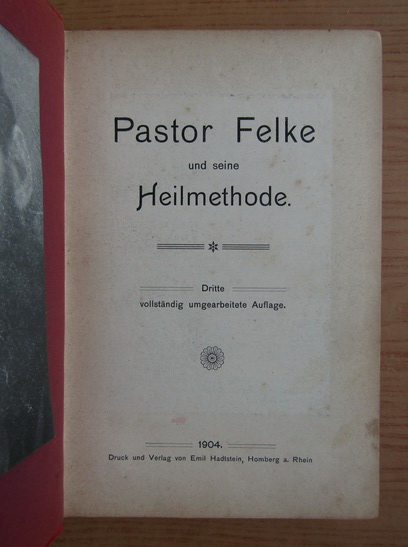 Pastor Felke
und seine
Heilmethode.
Dritte
vollständig umgearbeitete Auflage.
1904.
Druck und Verlag von Emil Hadtstein, Homberg a. Rhein